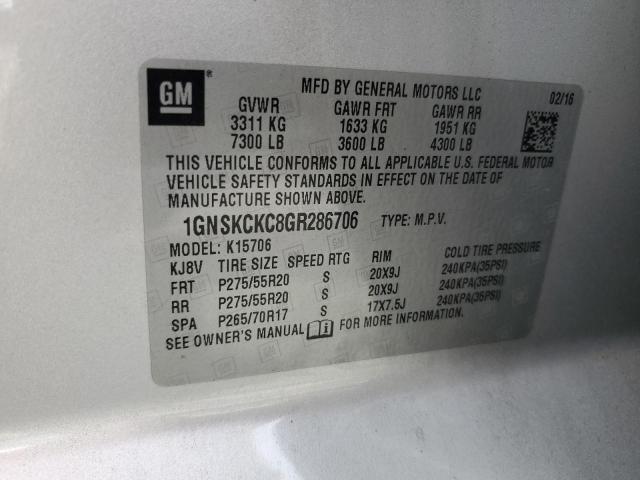 GM ®
MFD BY GENERAL MOTORS LLC 02/16
GVWR GAWR FRT GAWR RR
3311 KG 1633 KG 1951 KG
7300 LB 3600 LB 4300 LB
THIS VEHICLE CONFORMS TO ALL APPLICABLE U.S. FEDERAL MOTOR
VEHICLE SAFETY STANDARDS IN EFFECT ON THE DATE OF
MANUFACTURE SHOWN ABOVE.
1GNSKCKC8GR286706 TYPE: M.P.V.
MODEL: K15706
KJ8V TIRE SIZE SPEED RTG RIM COLD TIRE PRESSURE
FRT P275/55R20 S 20X9J 240KPA(35PSI)
RR P275/55R20 S 20X9J 240KPA(35PSI)
SPA P265/70R17 S 17X7.5J 240KPA(35PSI)
SEE OWNER'S MANUAL FOR MORE INFORMATION.